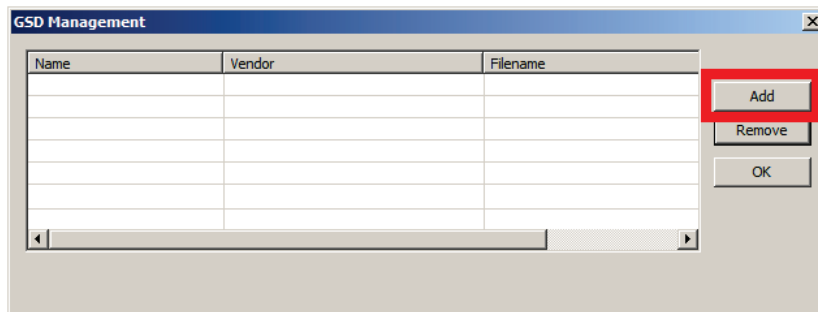 GSD Management
Name Vendor Filename
Add
Remove
OK